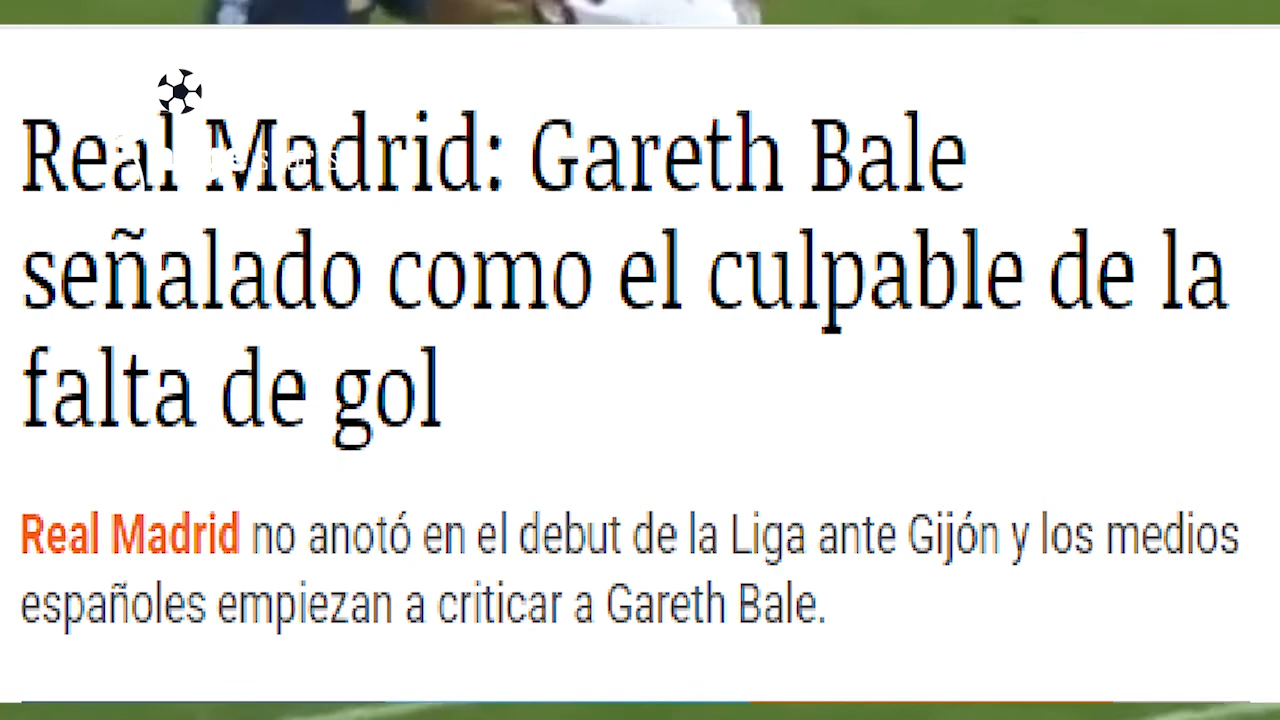 Real Madrid: Gareth Bale
señalado como el culpable de la
falta de gol
Real Madrid no anotó en el debut de la Liga ante Gijón y los medios
españoles empiezan a criticar a Gareth Bale.